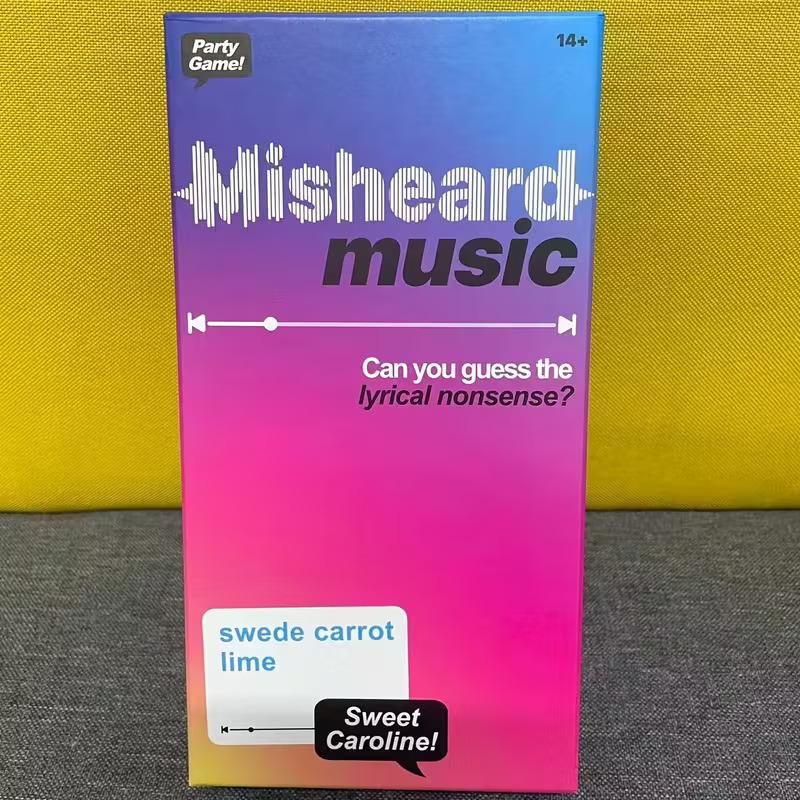 Party
Game!
14+
Misheard
music
Can you guess the
lyrical nonsense?
swede carrot
lime
Sweet
Caroline!